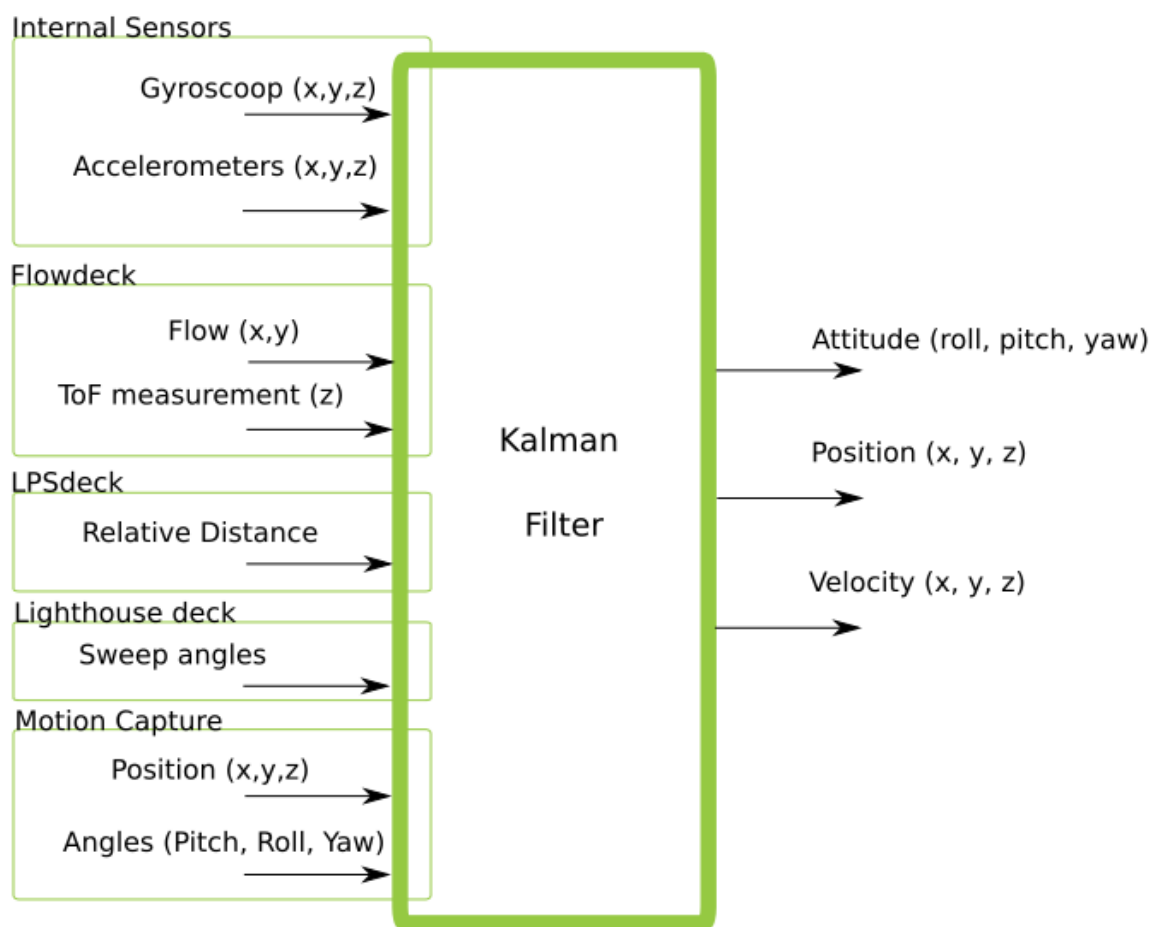 Internal Sensors
Gyroscoop (x,y,z)
Accelerometers (x,y,z)
Flowdeck
Flow (x,y)
ToF measurement (z)
LPSdeck
Relative Distance
Lighthouse deck
Sweep angles
Motion Capture
Position (x,y,z)
Angles (Pitch, Roll, Yaw)
Kalman
Filter
Attitude (roll, pitch, yaw)
Position (x, y, z)
Velocity (x, y, z)